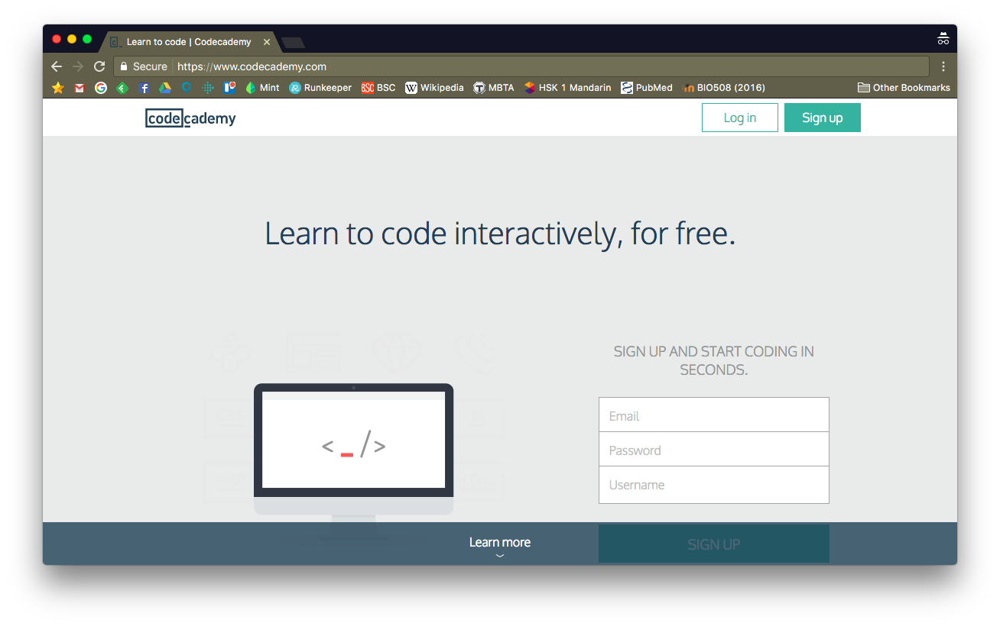 Learn to code | Codecademy
Secure https://www.codecademy.com
Mint Runkeeper BSC BSC Wikipedia MBTA HSK 1 Mandarin PubMed BIO508 (2016) Other Bookmarks
codecademy Log in Sign up
Learn to code interactively, for free.
SIGN UP AND START CODING IN
SECONDS.
Email
Password
Username
< _ />
Learn more
SIGN UP